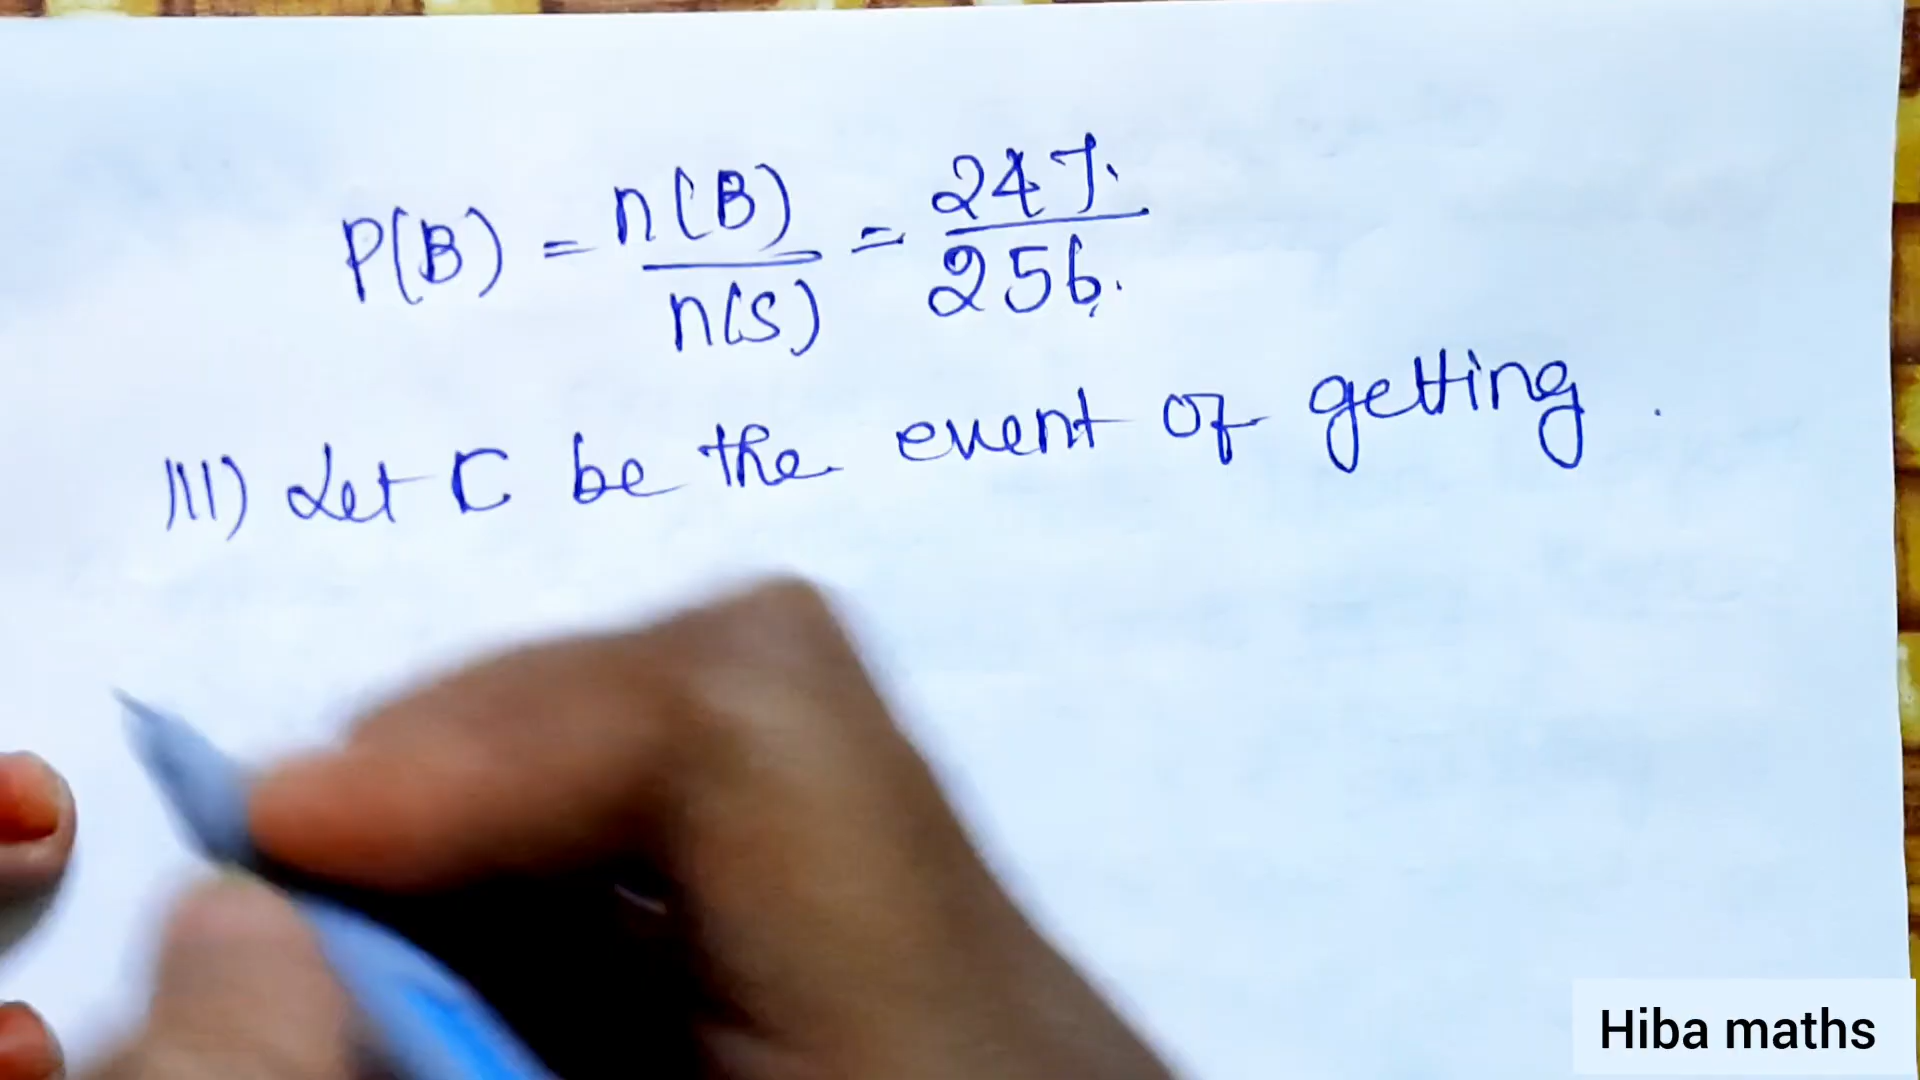 P(B) = n(B) / n(S) = 247. / 256.
III) Let C be the event of getting .
Hiba maths